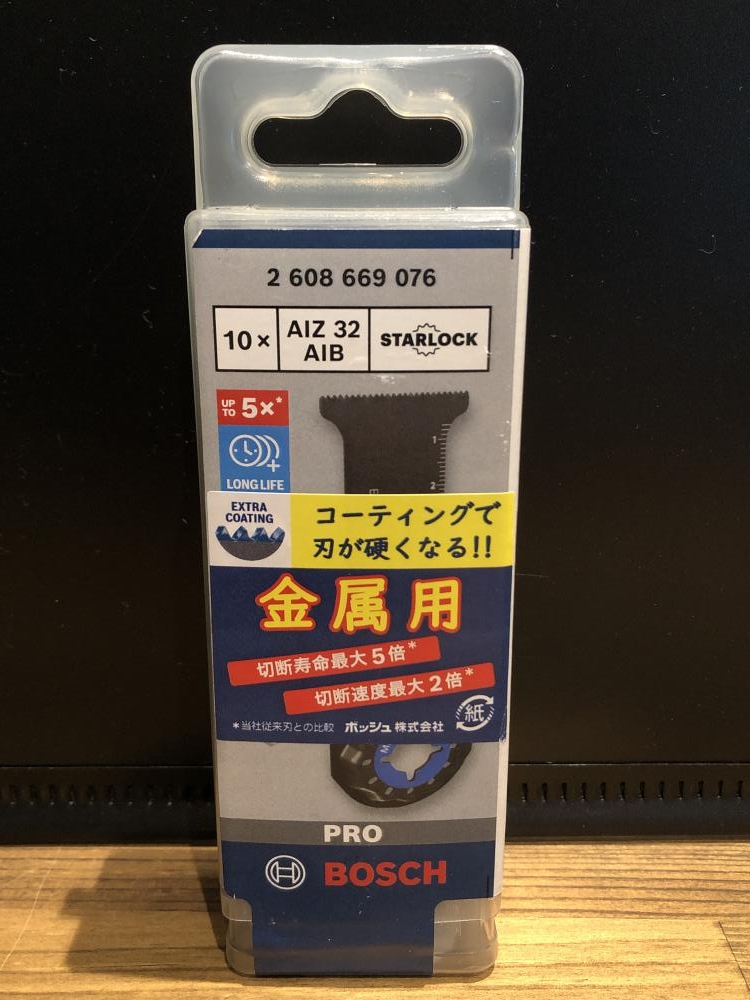 2 608 669 076
10 × AIZ 32 AIB STARLOCK
UP TO 5×*
LONG LIFE
1
2
EXTRA COATING
コーティングで
刃が硬くなる!!
金属用
切断寿命最大5倍*
切断速度最大2倍*
*当社従来刃との比較 ボッシュ株式会社 紙
PRO
BOSCH